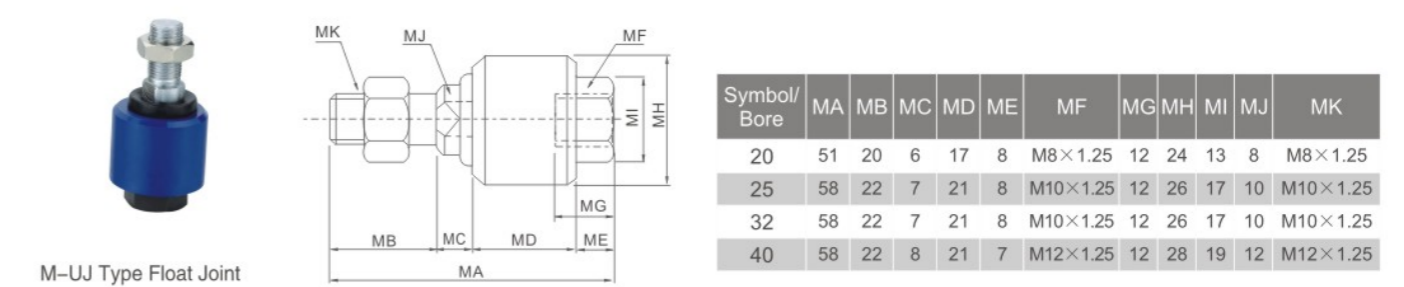 M-UJ Type Float Joint
MK
MJ
MF
MI
MH
MG
MB MC MD ME
MA
Symbol/
Bore MA MB MC MD ME MF MG MH MI MJ MK
20 51 20 6 17 8 M8×1.25 12 24 13 8 M8×1.25
25 58 22 7 21 8 M10×1.25 12 26 17 10 M10×1.25
32 58 22 7 21 8 M10×1.25 12 26 17 10 M10×1.25
40 58 22 8 21 7 M12×1.25 12 28 19 12 M12×1.25